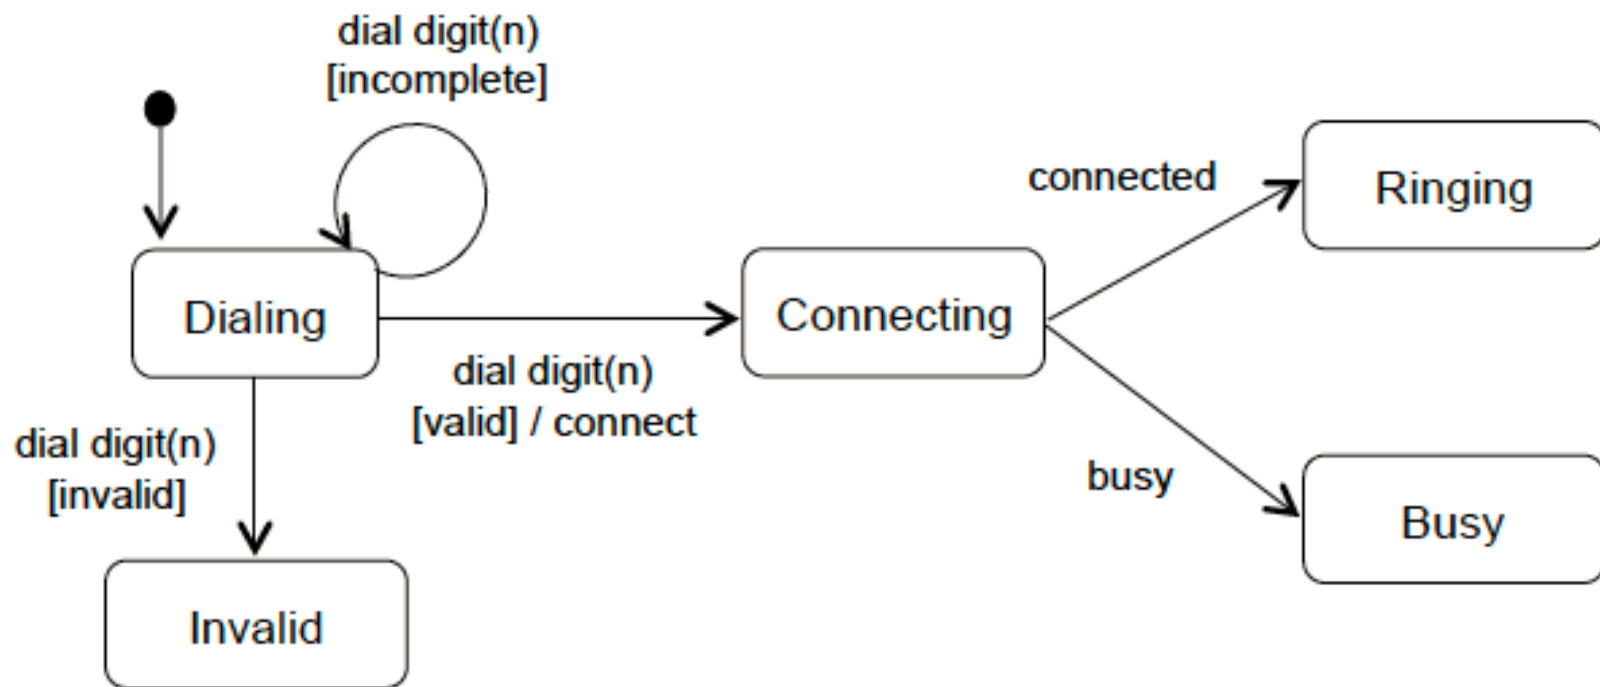 dial digit(n)
[incomplete]
connected
Ringing
Dialing
Connecting
dial digit(n)
[valid] / connect
dial digit(n)
[invalid]
busy
Busy
Invalid